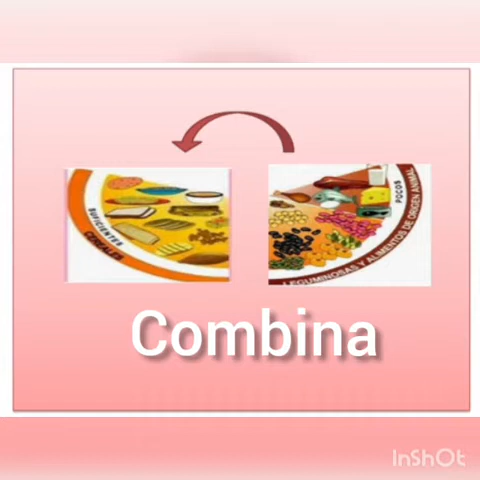 SUFICIENTES
CEREALES
POCOS
LEGUMINOSAS Y ALIMENTOS DE ORIGEN ANIMAL
Combina
InShOt